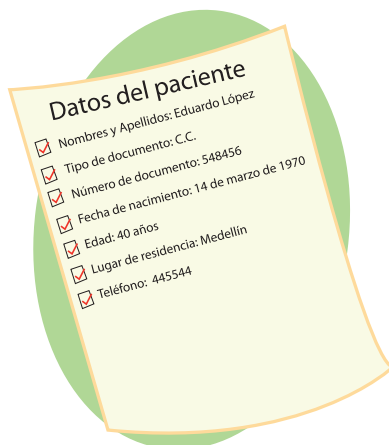 Datos del paciente
Nombres y Apellidos: Eduardo López
Tipo de documento: C.C.
Número de documento: 548456
Fecha de nacimiento: 14 de marzo de 1970
Edad: 40 años
Lugar de residencia: Medellín
Teléfono: 445544